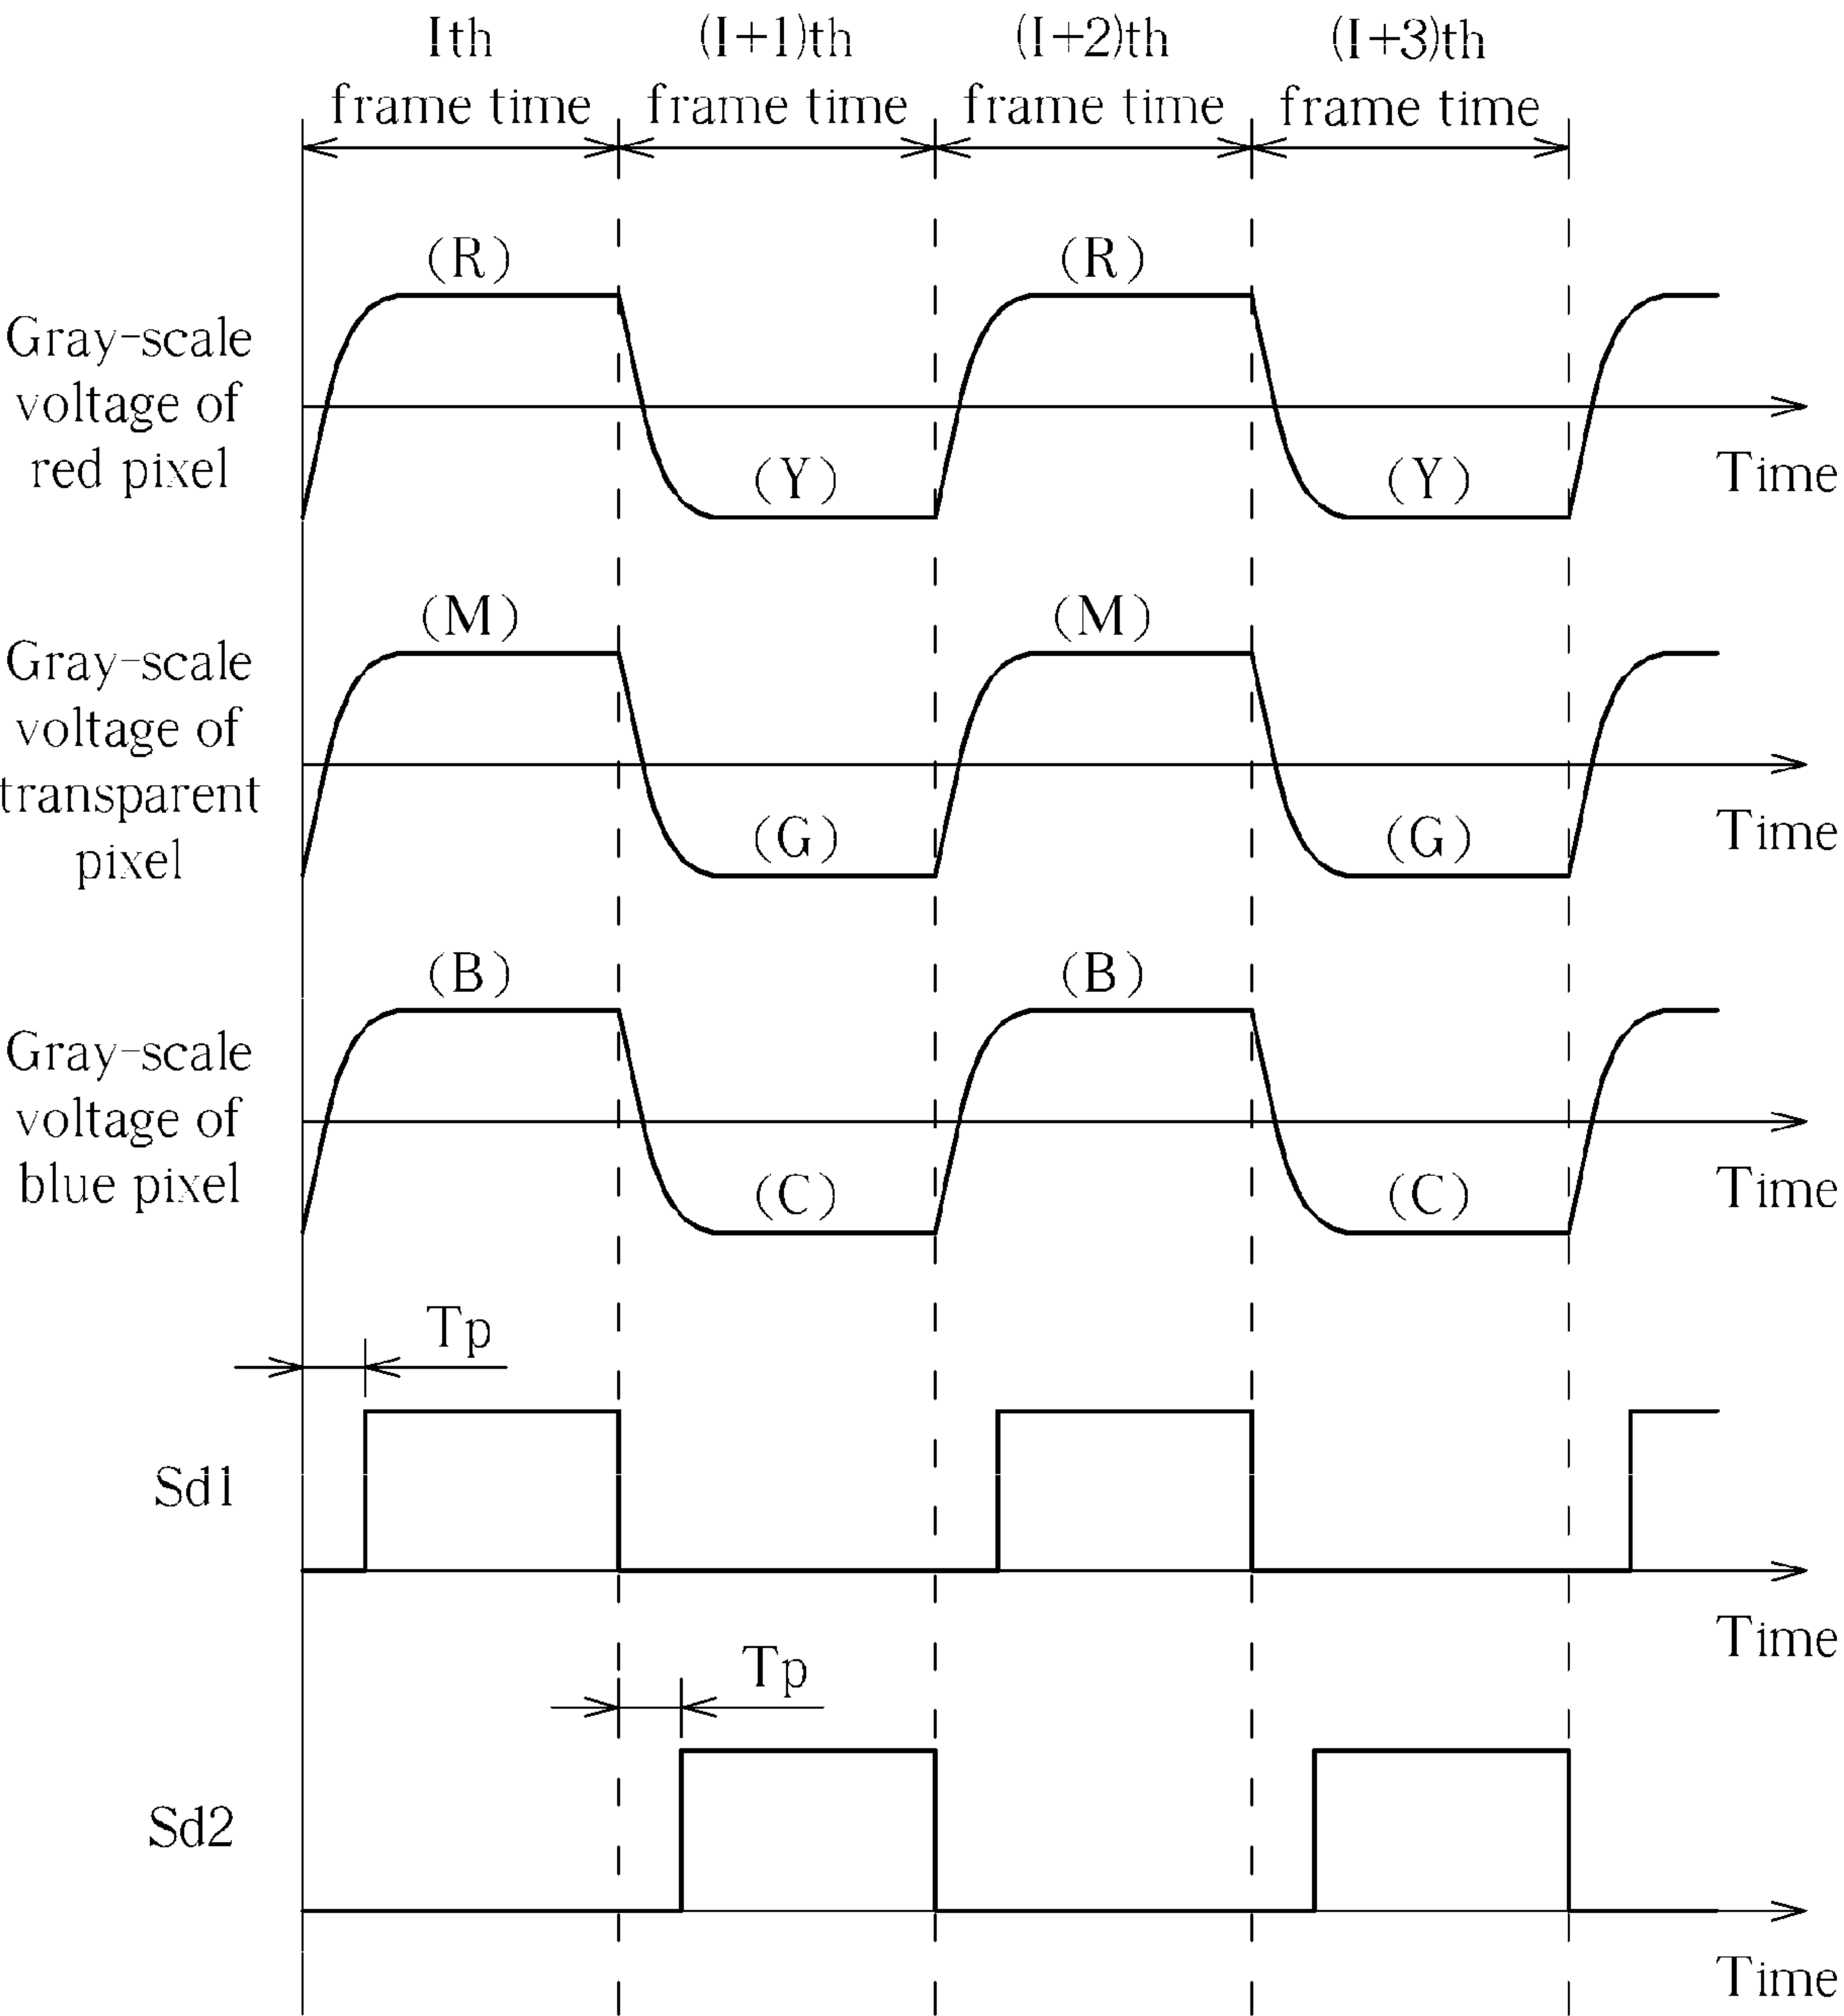 Ith (I+1)th (I+2)th (I+3)th
frame time frame time frame time frame time
(R) (R)
Gray-scale
voltage of
red pixel
(Y) (Y)
Time
(M) (M)
Gray-scale
voltage of
transparent
pixel
(G) (G)
Time
(B) (B)
Gray-scale
voltage of
blue pixel
(C) (C)
Time
Tp
Sd1
Time
Tp
Sd2
Time